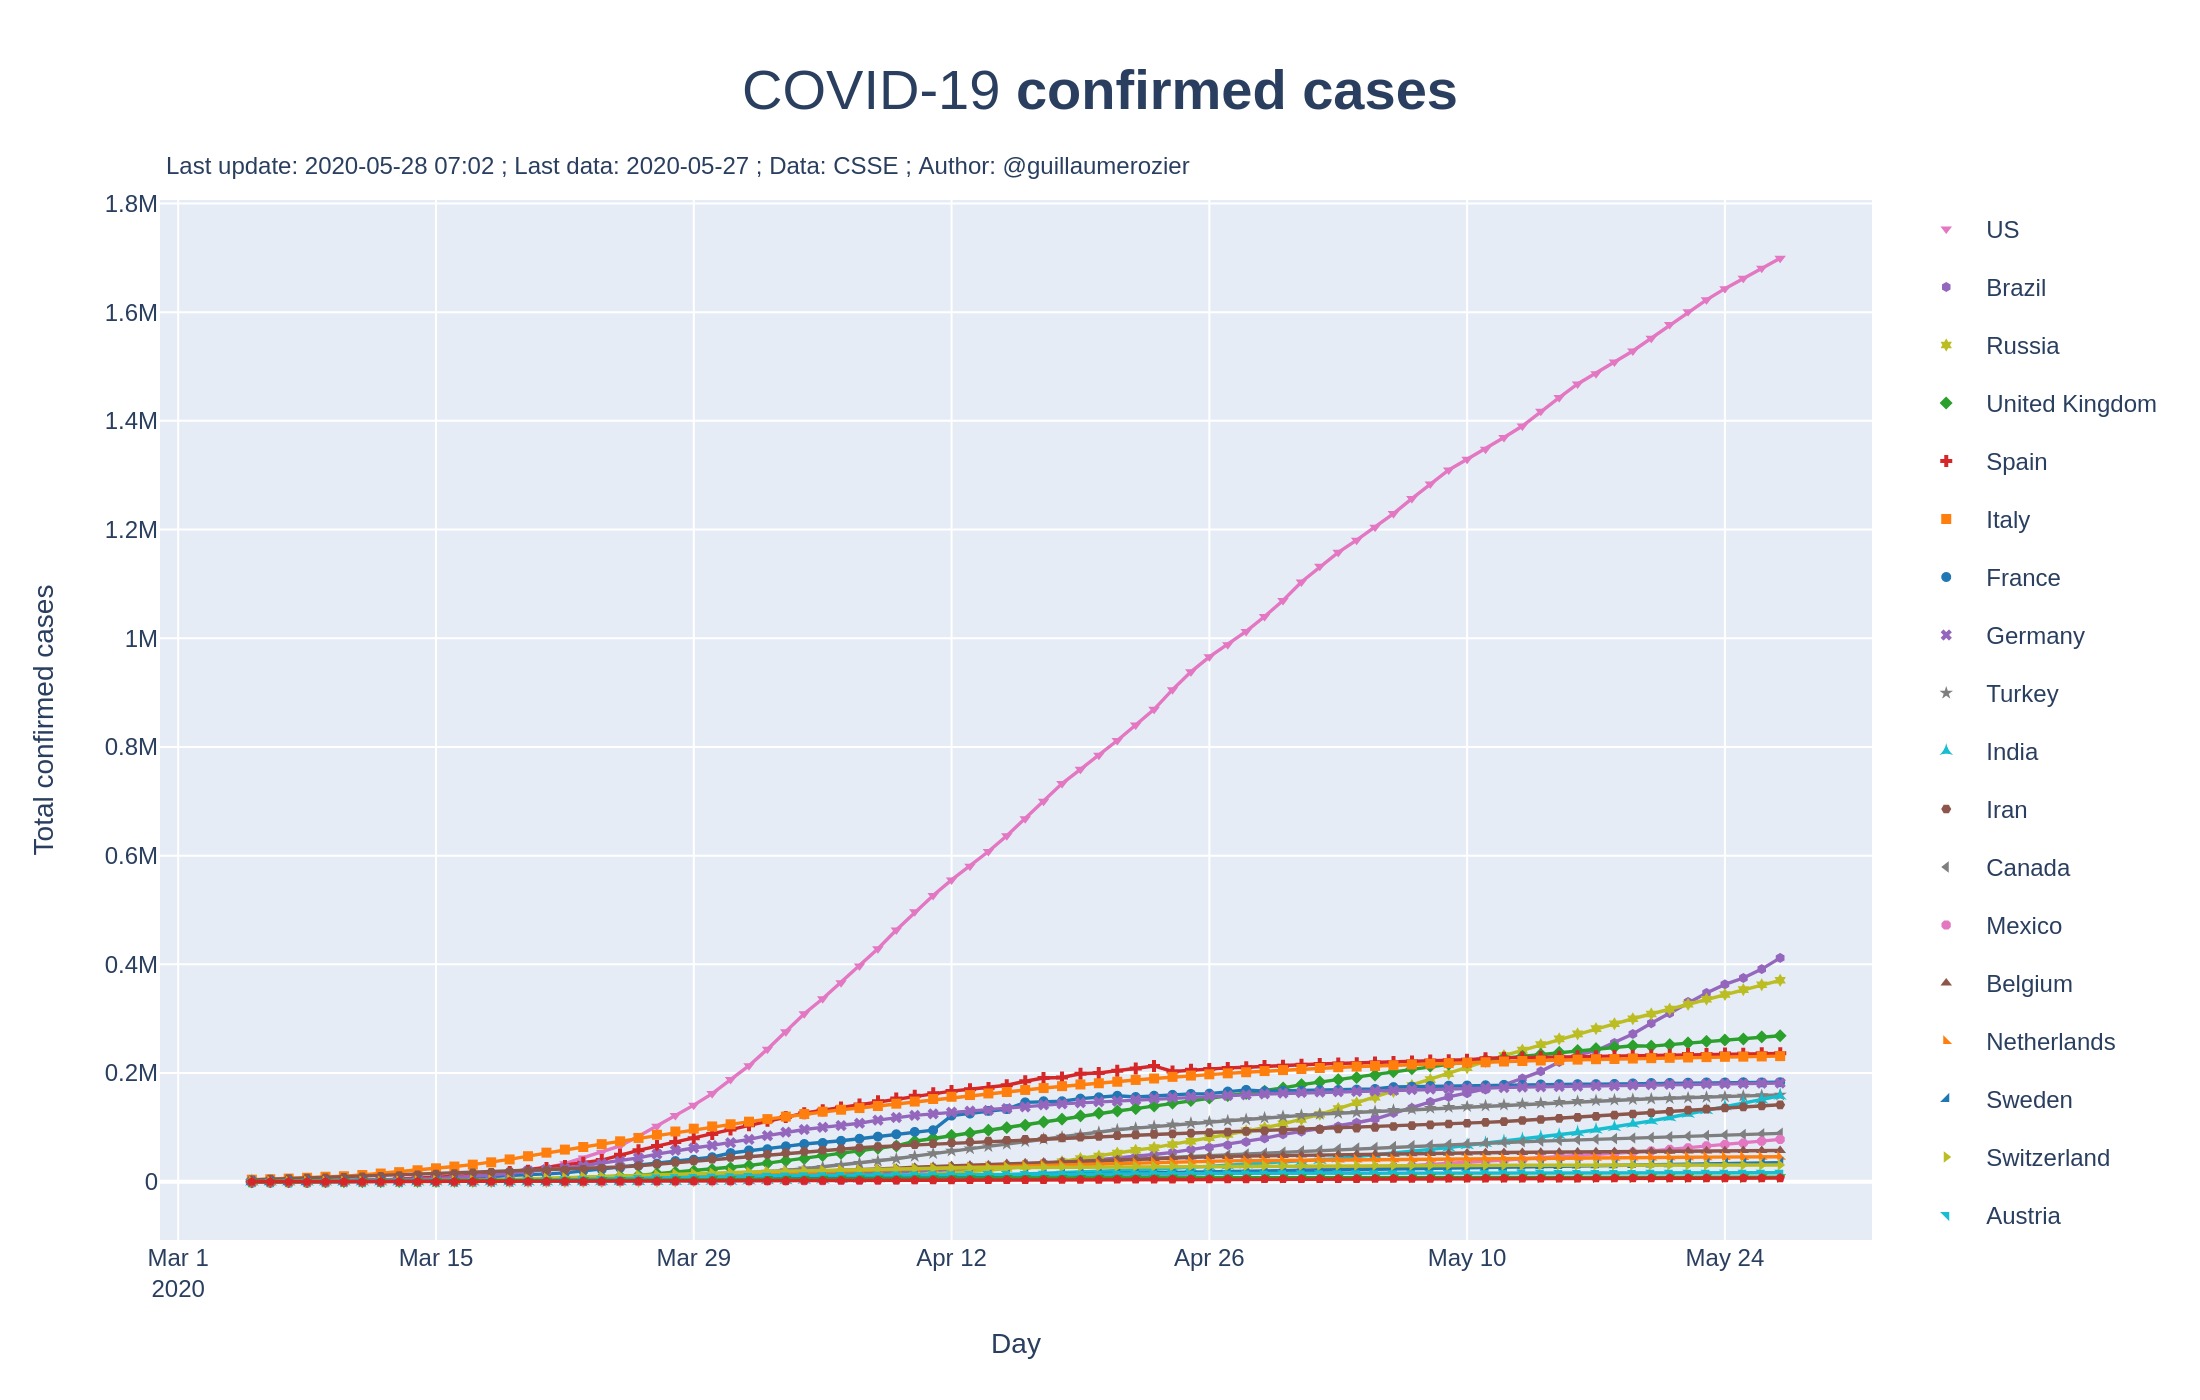 COVID-19 confirmed cases
Last update: 2020-05-28 07:02 ; Last data: 2020-05-27 ; Data: CSSE ; Author: @guillaumerozier
1.8M
1.6M
1.4M
1.2M
1M
0.8M
0.6M
0.4M
0.2M
0
Total confirmed cases
Mar 1
2020
Mar 15
Mar 29
Apr 12
Apr 26
May 10
May 24
Day
US
Brazil
Russia
United Kingdom
Spain
Italy
France
Germany
Turkey
India
Iran
Canada
Mexico
Belgium
Netherlands
Sweden
Switzerland
Austria